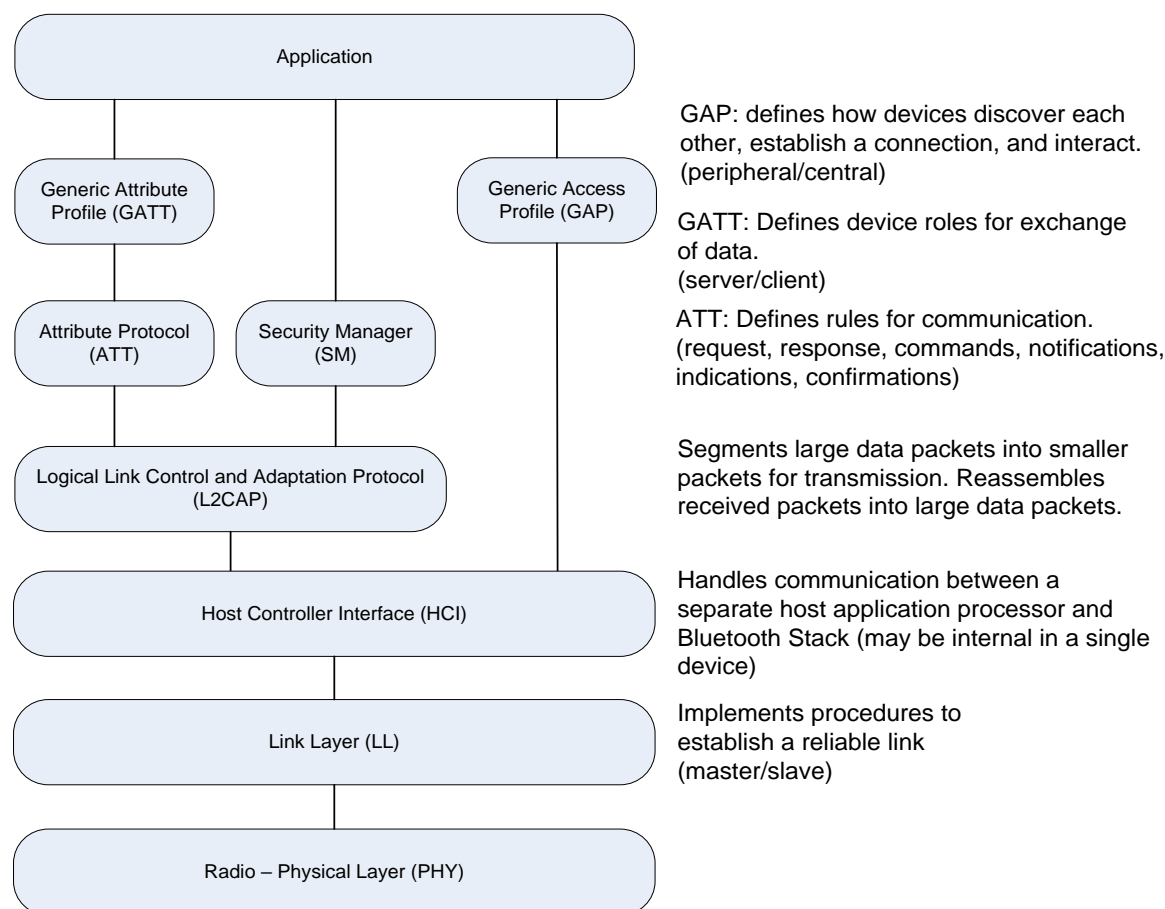 Application
GAP: defines how devices discover each
other, establish a connection, and interact.
(peripheral/central)
Generic Attribute
Profile (GATT)
Generic Access
Profile (GAP)
GATT: Defines device roles for exchange
of data.
(server/client)
Attribute Protocol
(ATT)
Security Manager
(SM)
ATT: Defines rules for communication.
(request, response, commands, notifications,
indications, confirmations)
Logical Link Control and Adaptation Protocol
(L2CAP)
Segments large data packets into smaller
packets for transmission. Reassembles
received packets into large data packets.
Host Controller Interface (HCI)
Handles communication between a
separate host application processor and
Bluetooth Stack (may be internal in a single
device)
Link Layer (LL)
Implements procedures to
establish a reliable link
(master/slave)
Radio – Physical Layer (PHY)